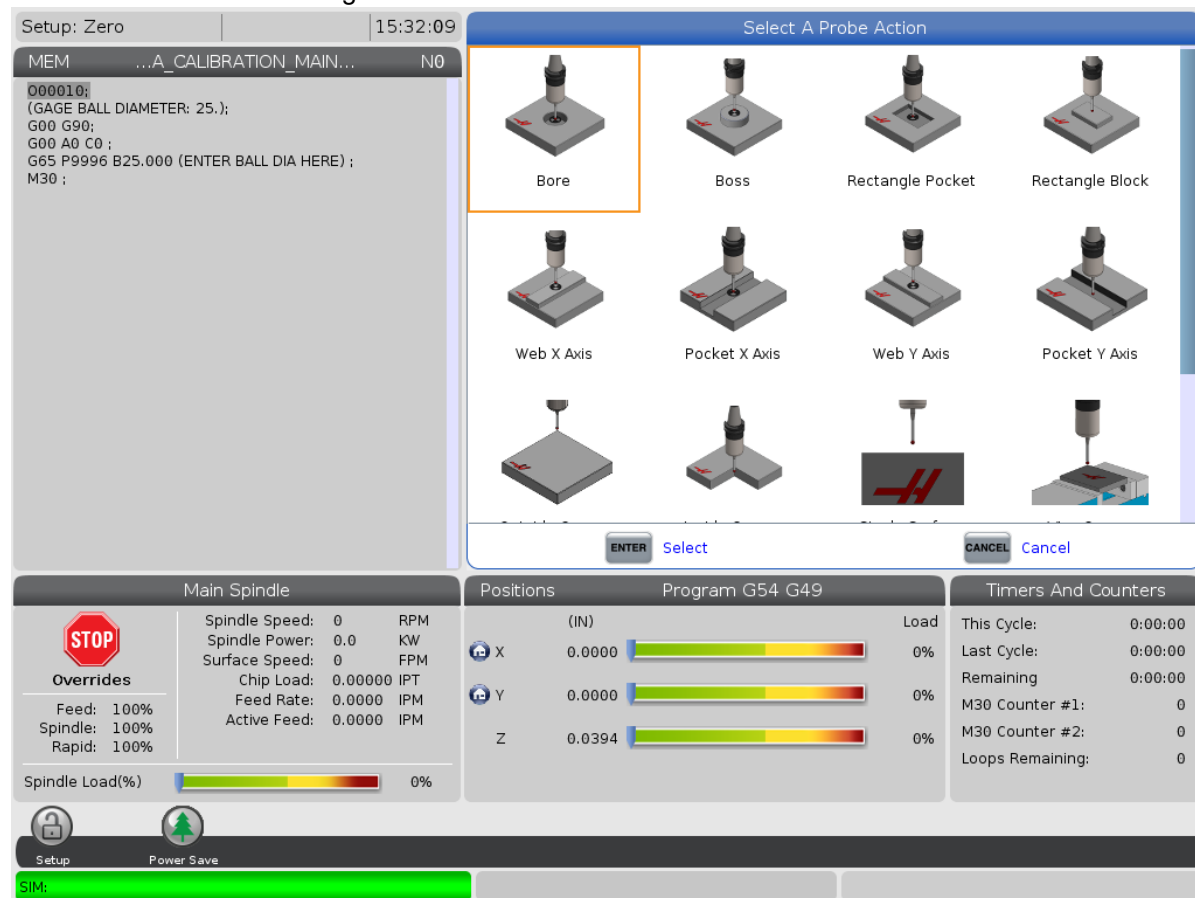 Setup: Zero
15:32:09
Select A Probe Action
MEM ...A_CALIBRATION_MAIN... N0
O00010;
(GAGE BALL DIAMETER: 25.);
G00 G90;
G00 A0 C0 ;
G65 P9996 B25.000 (ENTER BALL DIA HERE) ;
M30 ;
Bore Boss Rectangle Pocket Rectangle Block
Web X Axis Pocket X Axis Web Y Axis Pocket Y Axis
ENTER Select CANCEL Cancel
Main Spindle
STOP
Overrides
Feed: 100%
Spindle: 100%
Rapid: 100%
Spindle Speed: 0 RPM
Spindle Power: 0.0 KW
Surface Speed: 0 FPM
Chip Load: 0.00000 IPT
Feed Rate: 0.0000 IPM
Active Feed: 0.0000 IPM
Spindle Load(%) 0%
Positions Program G54 G49
(IN) Load
X 0.0000 0%
Y 0.0000 0%
Z 0.0394 0%
Timers And Counters
This Cycle: 0:00:00
Last Cycle: 0:00:00
Remaining 0:00:00
M30 Counter #1: 0
M30 Counter #2: 0
Loops Remaining: 0
Setup Power Save
SIM: